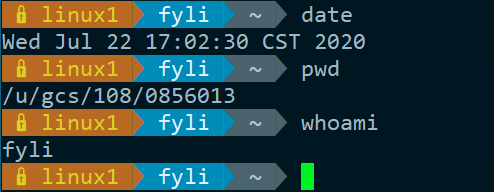 linux1 fyli ~ date
Wed Jul 22 17:02:30 CST 2020
linux1 fyli ~ pwd
/u/gcs/108/0856013
linux1 fyli ~ whoami
fyli
linux1 fyli ~